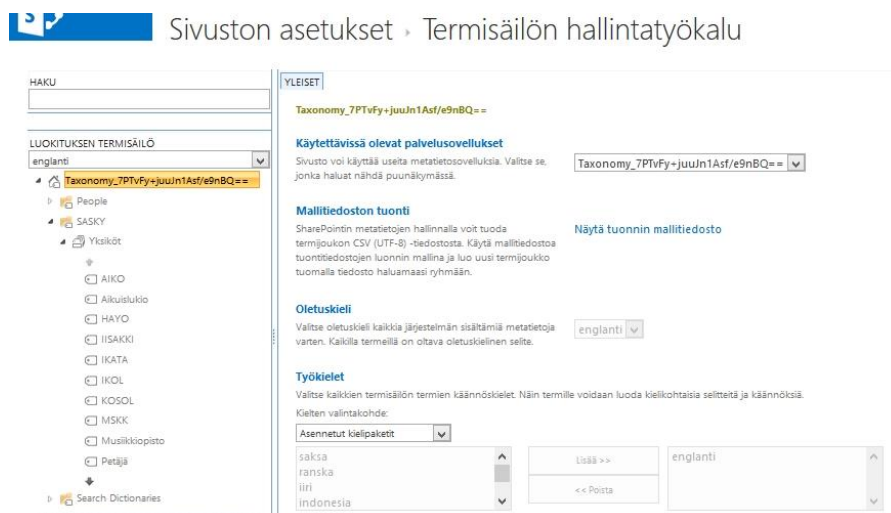 Sivuston asetukset › Termisäilön hallintatyökalu
HAKU
LUOKITUKSEN TERMISÄILÖ
englanti
Taxonomy_7PTvFy+juuJn1Asf/e9nBQ==
People
SASKY
Yksiköt
AIKO
Aikuislukio
HAYO
IISAKKI
IKATA
IKOL
KOSOL
MSKK
Musiikkiopisto
Petäjä
Search Dictionaries
YLEISET
Taxonomy_7PTvFy+juuJn1Asf/e9nBQ==
Käytettävissä olevat palvelusovellukset
Sivusto voi käyttää useita metatietosovelluksia. Valitse se,
jonka haluat nähdä puunäkymässä.
Taxonomy_7PTvFy+juuJn1Asf/e9nBQ==
Mallitiedoston tuonti
SharePointin metatietojen hallinnalla voit tuoda
termijoukon CSV (UTF-8) -tiedostosta. Käytä mallitiedostoa
tuontitiedostojen luonnin mallina ja luo uusi termijoukko
tuomalla tiedosto haluamaasi ryhmään.
Näytä tuonnin mallitiedosto
Oletuskieli
Valitse oletuskieli kaikkia järjestelmän sisältämiä metatietoja
varten. Kaikilla termeillä on oltava oletuskielinen selite.
englanti
Työkielet
Valitse kaikkien termisäilön termien käännöskielet. Näin termille voidaan luoda kielikohtaisia selitteitä ja käännöksiä.
Kielten valintakohde:
Asennetut kielipaketit
saksa
ranska
iiri
indonesia
Lisää >>
<< Poista
englanti